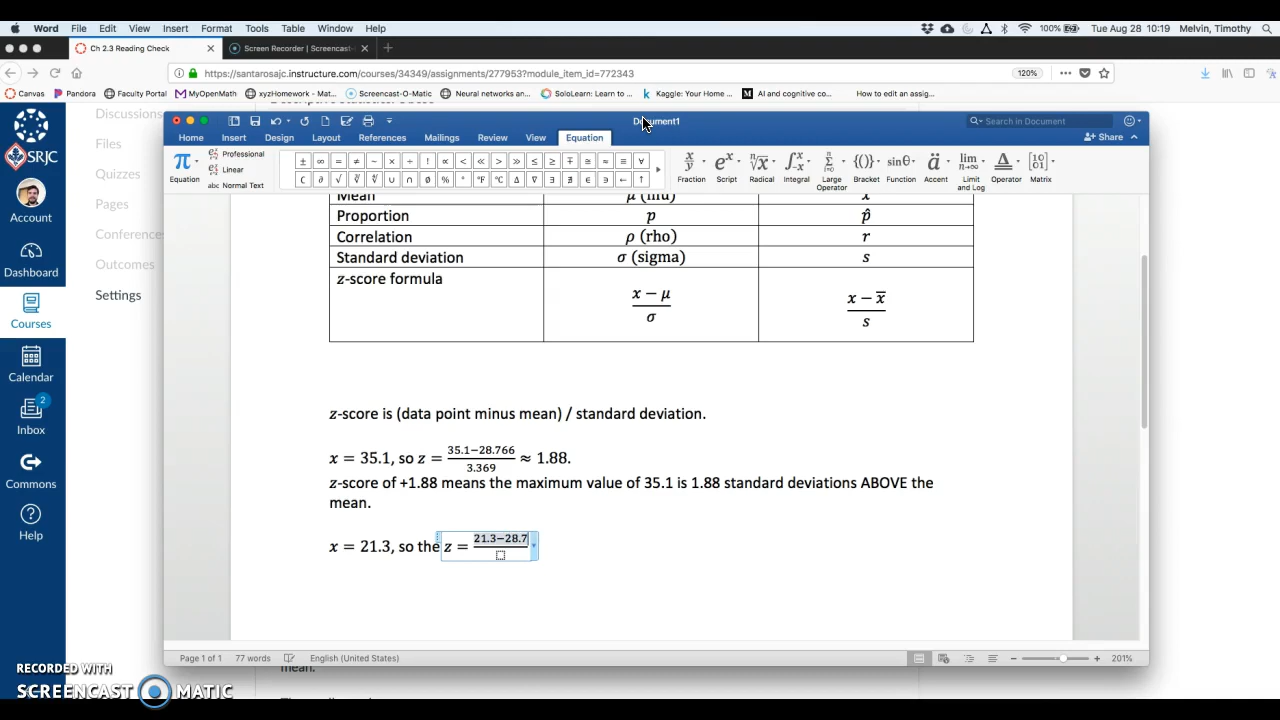 Word File Edit View Insert Format Tools Table Window Help 100% Tue Aug 28 10:19 Melvin, Timothy
Ch 2.3 Reading Check Screen Recorder | Screencast-
https://santarosajc.instructure.com/courses/34349/assignments/277953?module_item_id=772343 120%
Canvas Pandora Faculty Portal MyOpenMath xyzHomework - Mat... Screencast-O-Matic Neural networks an... SoloLearn: Learn to ... Kaggle: Your Home ... AI and cognitive co... How to edit an assig...
Discussions
Files
Quizzes
Pages
Conferences
Outcomes
Settings
SRJC
Account
Dashboard
Courses
Calendar
2
Inbox
Commons
Help
Document1 Search in Document
Home Insert Design Layout References Mailings Review View Equation Share
π Equation Professional Linear abc Normal Text
± ∞ = ≠ ~ × ÷ ! ∝ < ≪ > ≫ ≤ ≥ ∓ ≅ ≈ ≡ ∀
∁ ∂ √ ∛ ∜ ∪ ∩ ∅ % ° °F °C ∆ ∇ ∃ ∄ ∈ ∋ ← ↑
Fraction Script Radical Integral Large Operator Bracket Function Accent Limit and Log Operator Matrix
Mean μ (mu) x̅
Proportion p p̂
Correlation ρ (rho) r
Standard deviation σ (sigma) s
z-score formula
x − μ
σ
x − x̅
s
z-score is (data point minus mean) / standard deviation.
x = 35.1, so z = 35.1−28.766 / 3.369 ≈ 1.88.
z-score of +1.88 means the maximum value of 35.1 is 1.88 standard deviations ABOVE the
mean.
x = 21.3, so the z = 21.3−28.7
Page 1 of 1 77 words English (United States) 201%
mean.
RECORDED WITH
SCREENCAST MATIC